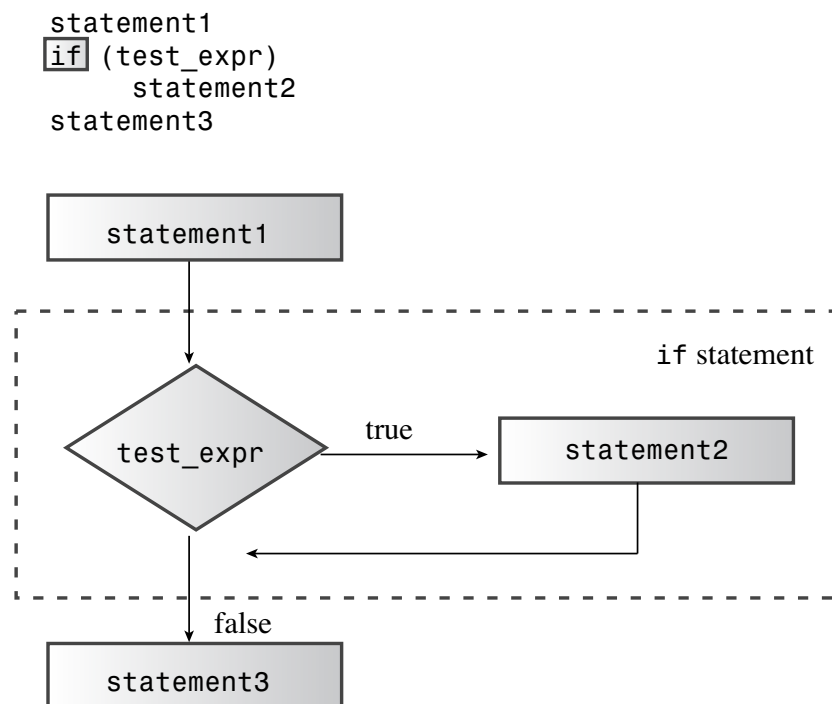 statement1
if (test_expr)
statement2
statement3
statement1
if statement
test_expr
true
statement2
false
statement3